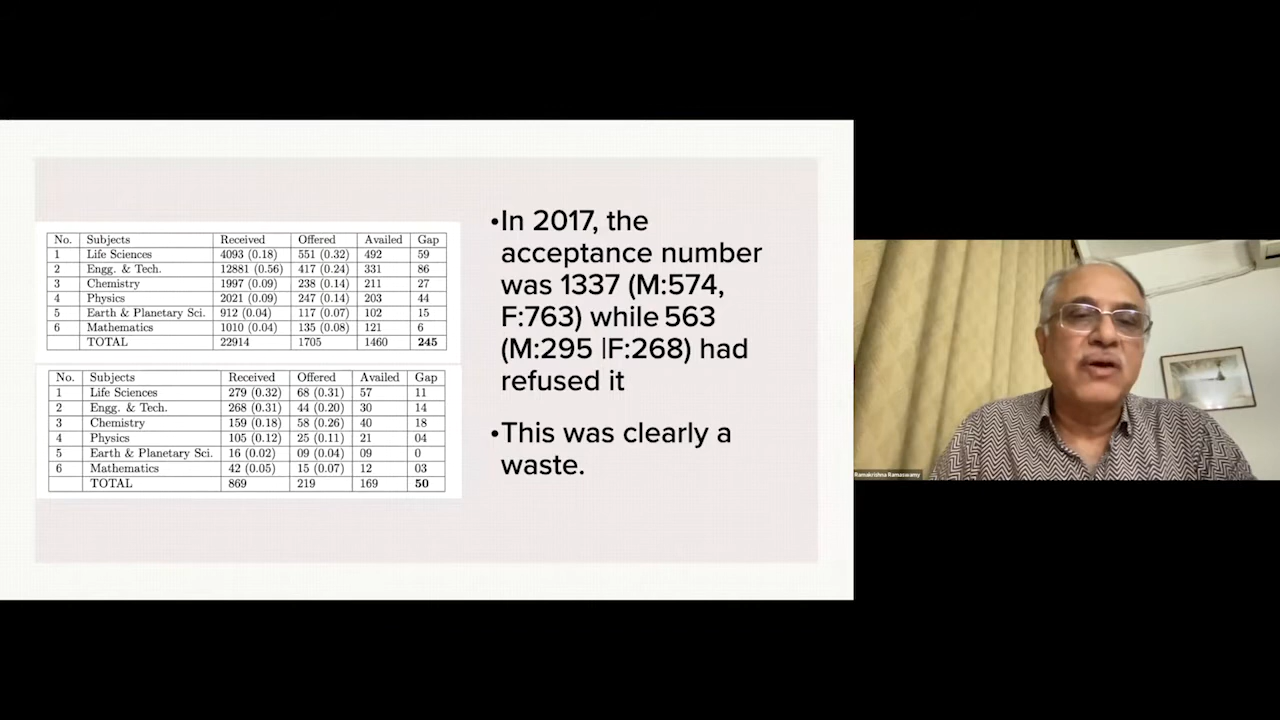 No. Subjects Received Offered Availed Gap
1 Life Sciences 4093 (0.18) 551 (0.32) 492 59
2 Engg. & Tech. 12881 (0.56) 417 (0.24) 331 86
3 Chemistry 1997 (0.09) 238 (0.14) 211 27
4 Physics 2021 (0.09) 247 (0.14) 203 44
5 Earth & Planetary Sci. 912 (0.04) 117 (0.07) 102 15
6 Mathematics 1010 (0.04) 135 (0.08) 121 6
TOTAL 22914 1705 1460 245
No. Subjects Received Offered Availed Gap
1 Life Sciences 279 (0.32) 68 (0.31) 57 11
2 Engg. & Tech. 268 (0.31) 44 (0.20) 30 14
3 Chemistry 159 (0.18) 58 (0.26) 40 18
4 Physics 105 (0.12) 25 (0.11) 21 04
5 Earth & Planetary Sci. 16 (0.02) 09 (0.04) 09 0
6 Mathematics 42 (0.05) 15 (0.07) 12 03
TOTAL 869 219 169 50
•In 2017, the
acceptance number
was 1337 (M:574,
F:763) while 563
(M:295 |F:268) had
refused it
•This was clearly a
waste.
Ramakrishna Ramaswamy